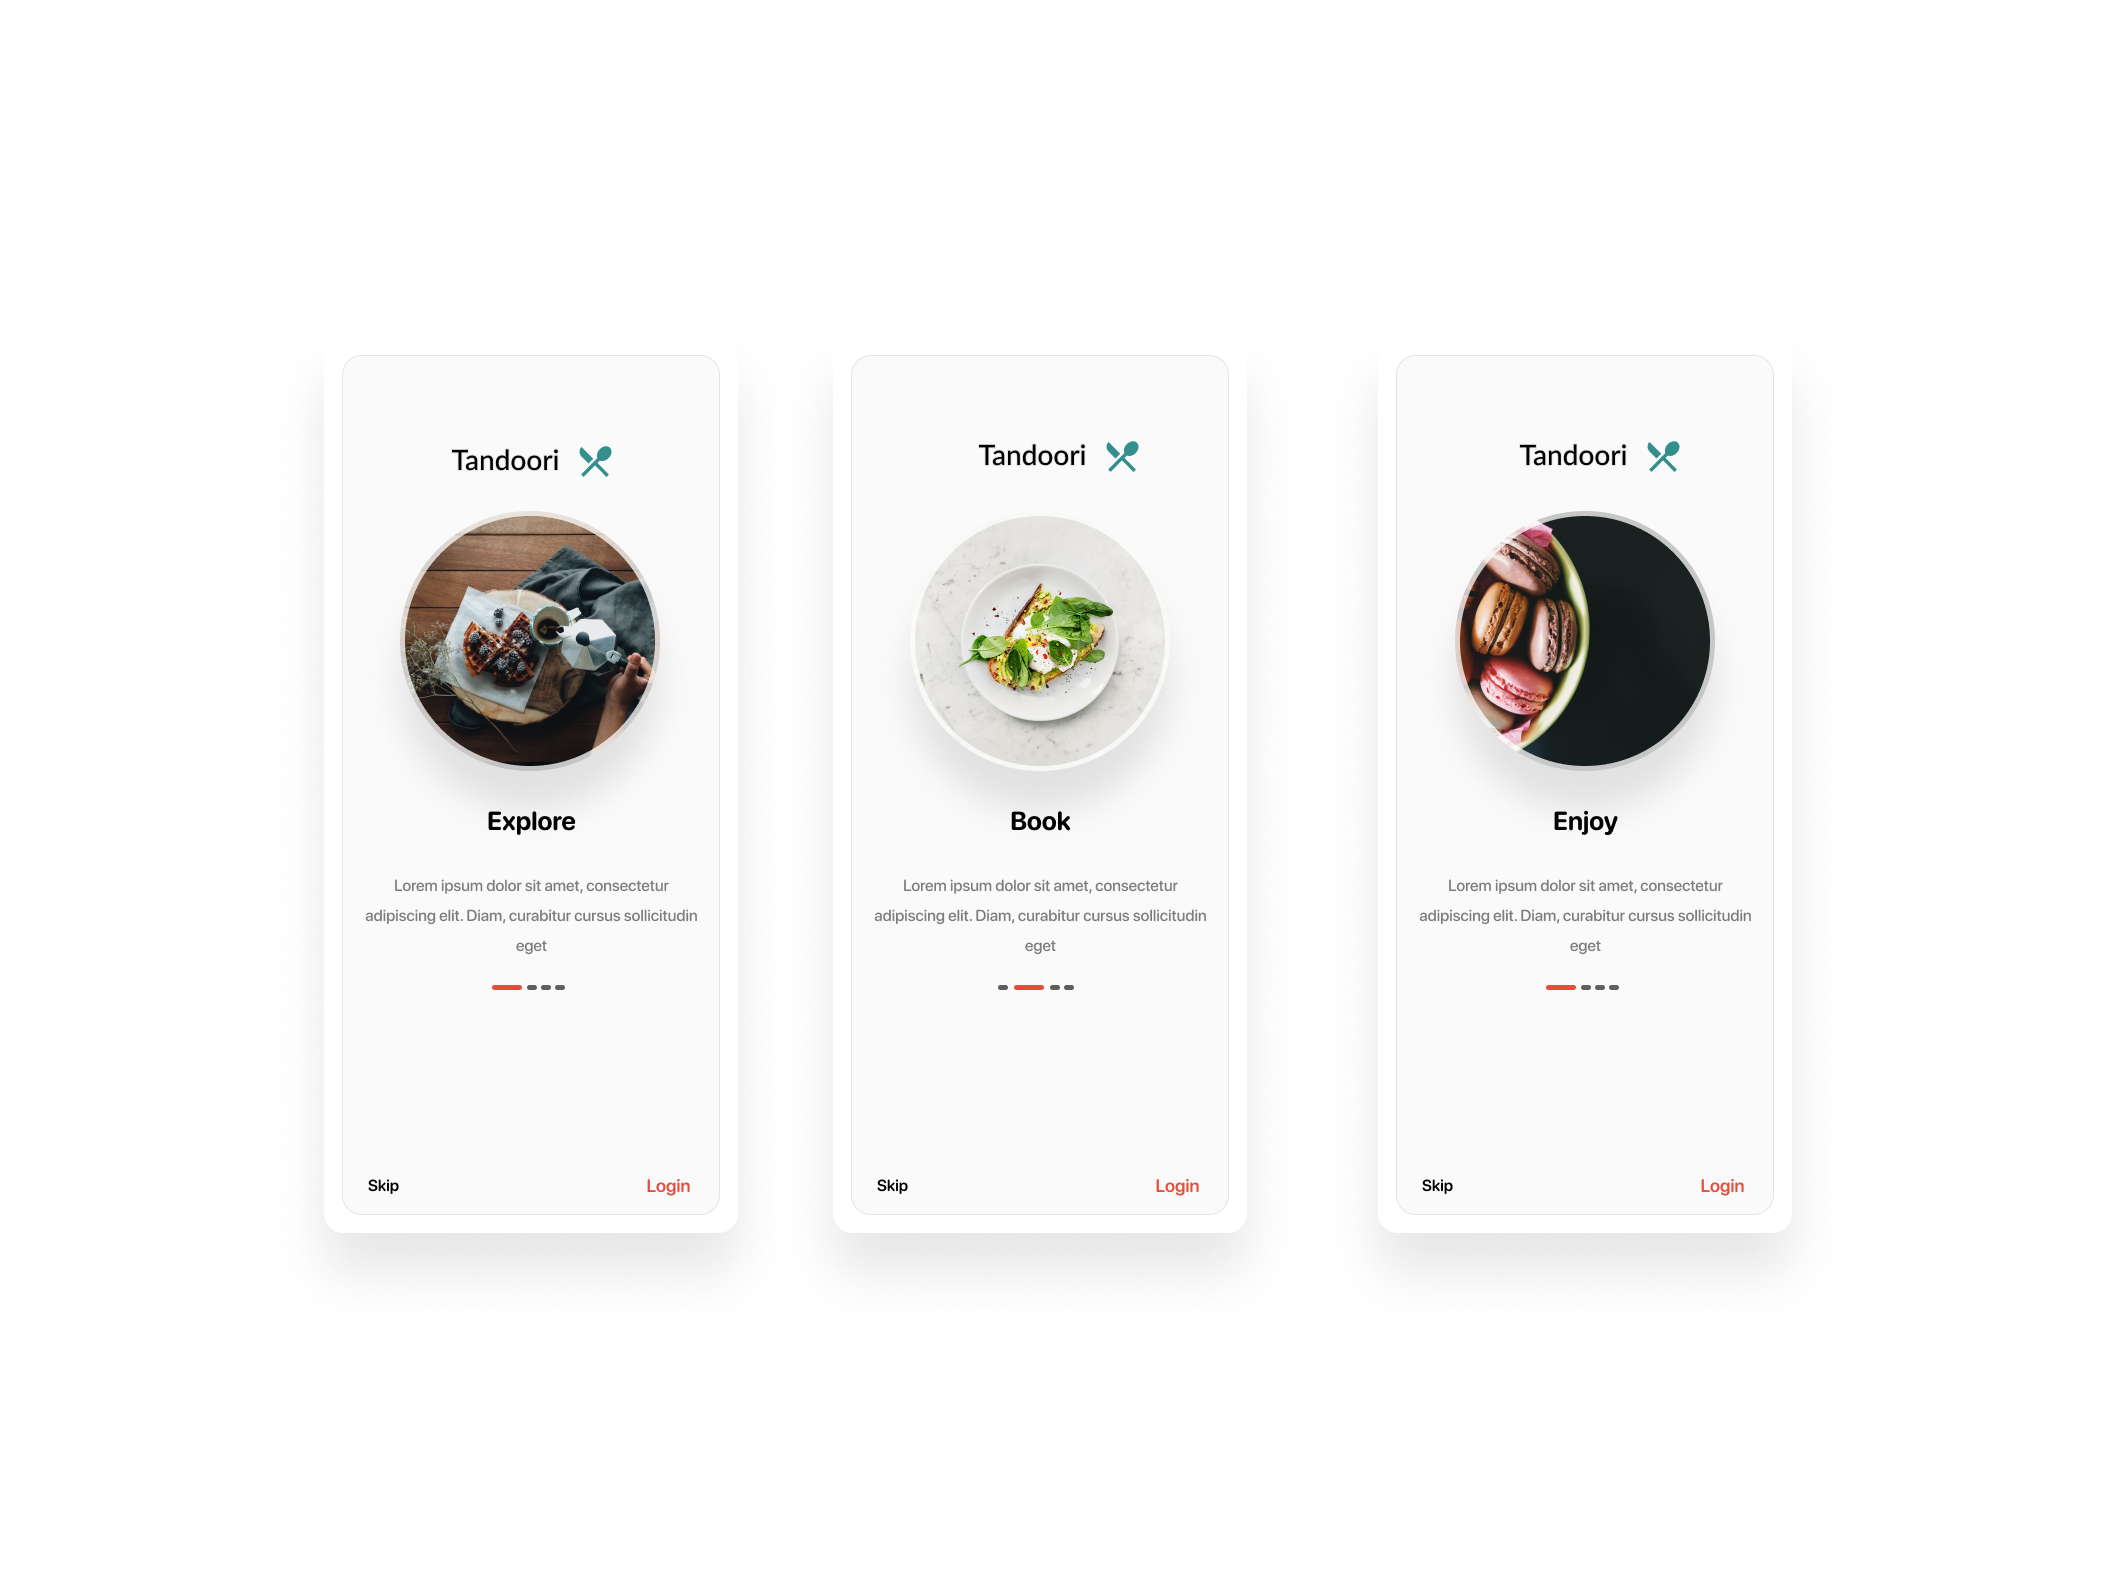 Tandoori
Explore
Lorem ipsum dolor sit amet, consectetur
adipiscing elit. Diam, curabitur cursus sollicitudin
eget
Skip
Login
Tandoori
Book
Lorem ipsum dolor sit amet, consectetur
adipiscing elit. Diam, curabitur cursus sollicitudin
eget
Skip
Login
Tandoori
Enjoy
Lorem ipsum dolor sit amet, consectetur
adipiscing elit. Diam, curabitur cursus sollicitudin
eget
Skip
Login